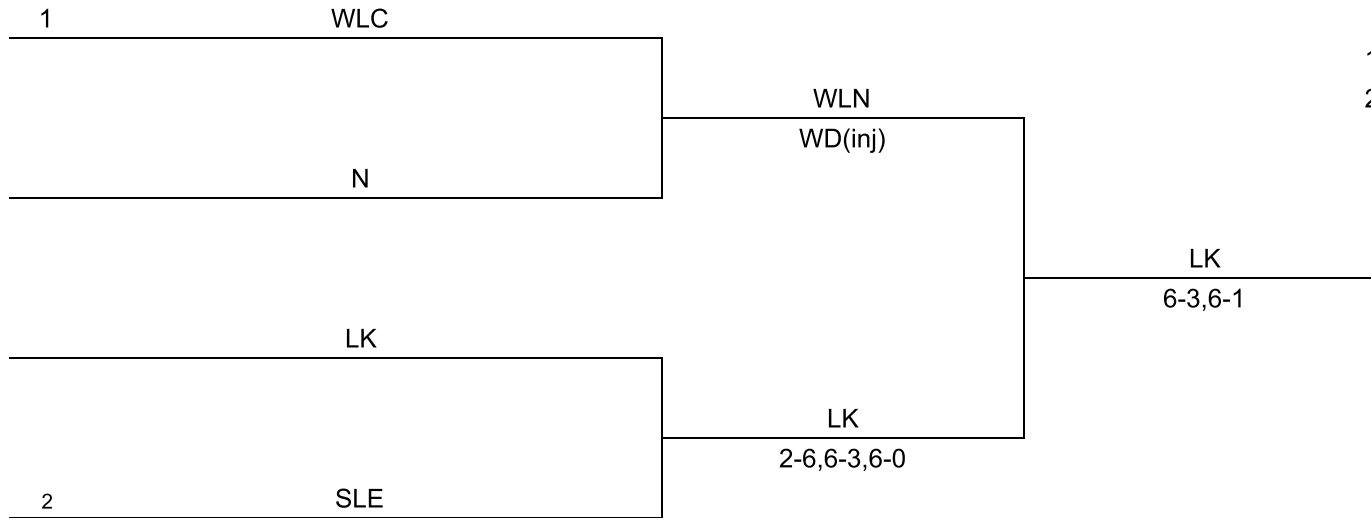 1 WLC
WLN
WD(inj)
N
LK
6-3,6-1
LK
LK
2-6,6-3,6-0
2 SLE